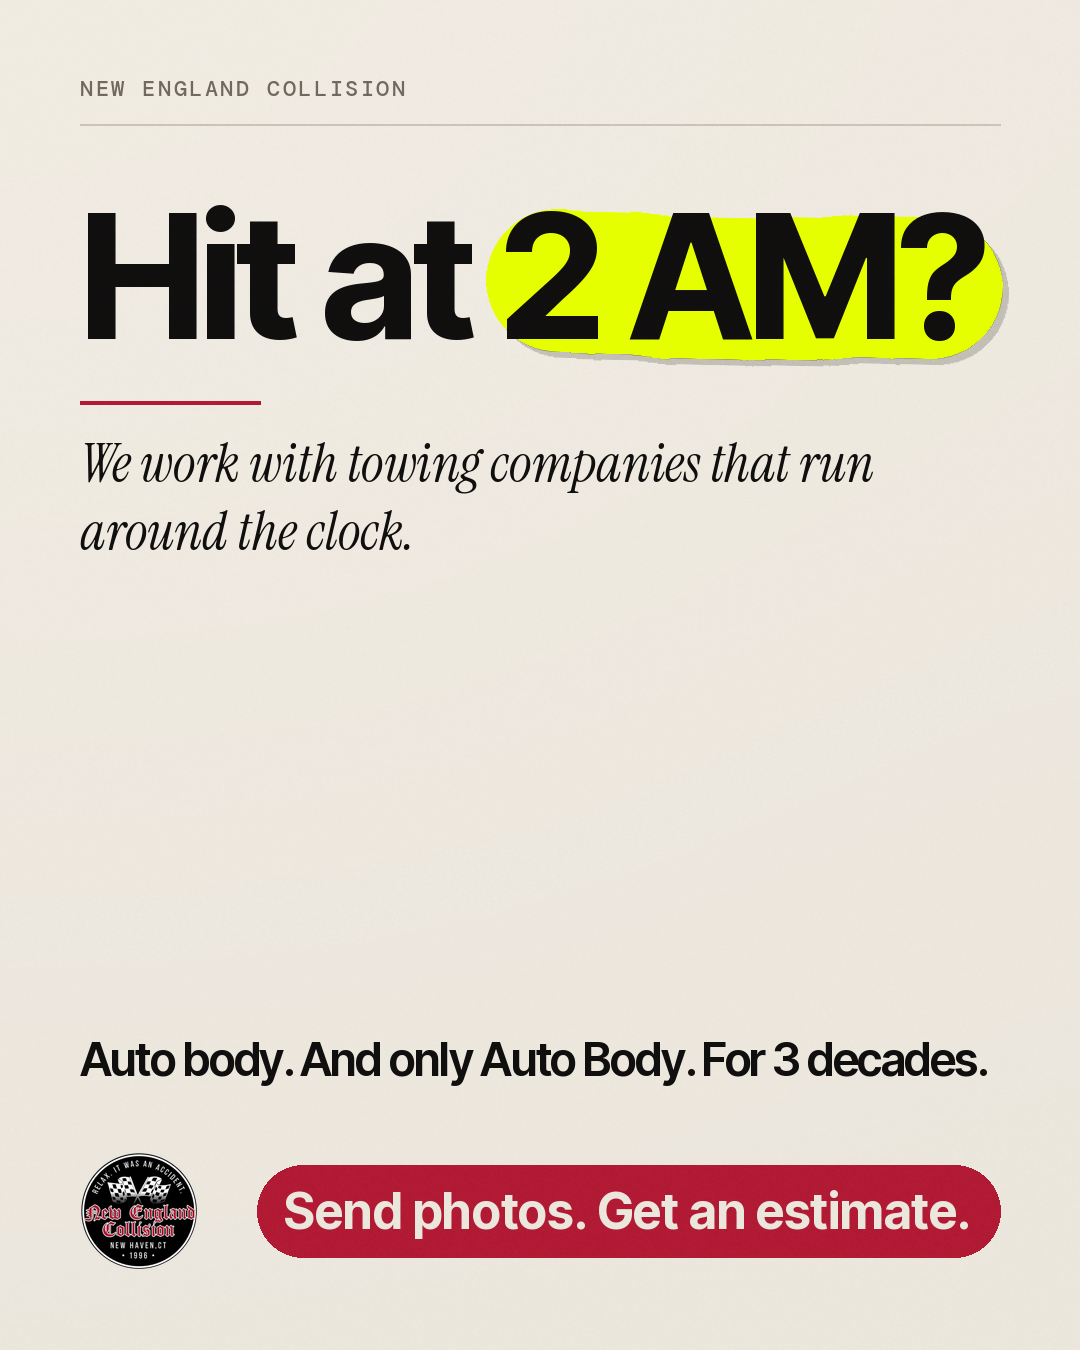 NEW ENGLAND COLLISION
Hit at 2 AM?
We work with towing companies that run
around the clock.
Auto body. And only Auto Body. For 3 decades.
RELAX, IT WAS AN ACCIDENT.
New England
Collision
NEW HAVEN, CT
• 1996 •
Send photos. Get an estimate.